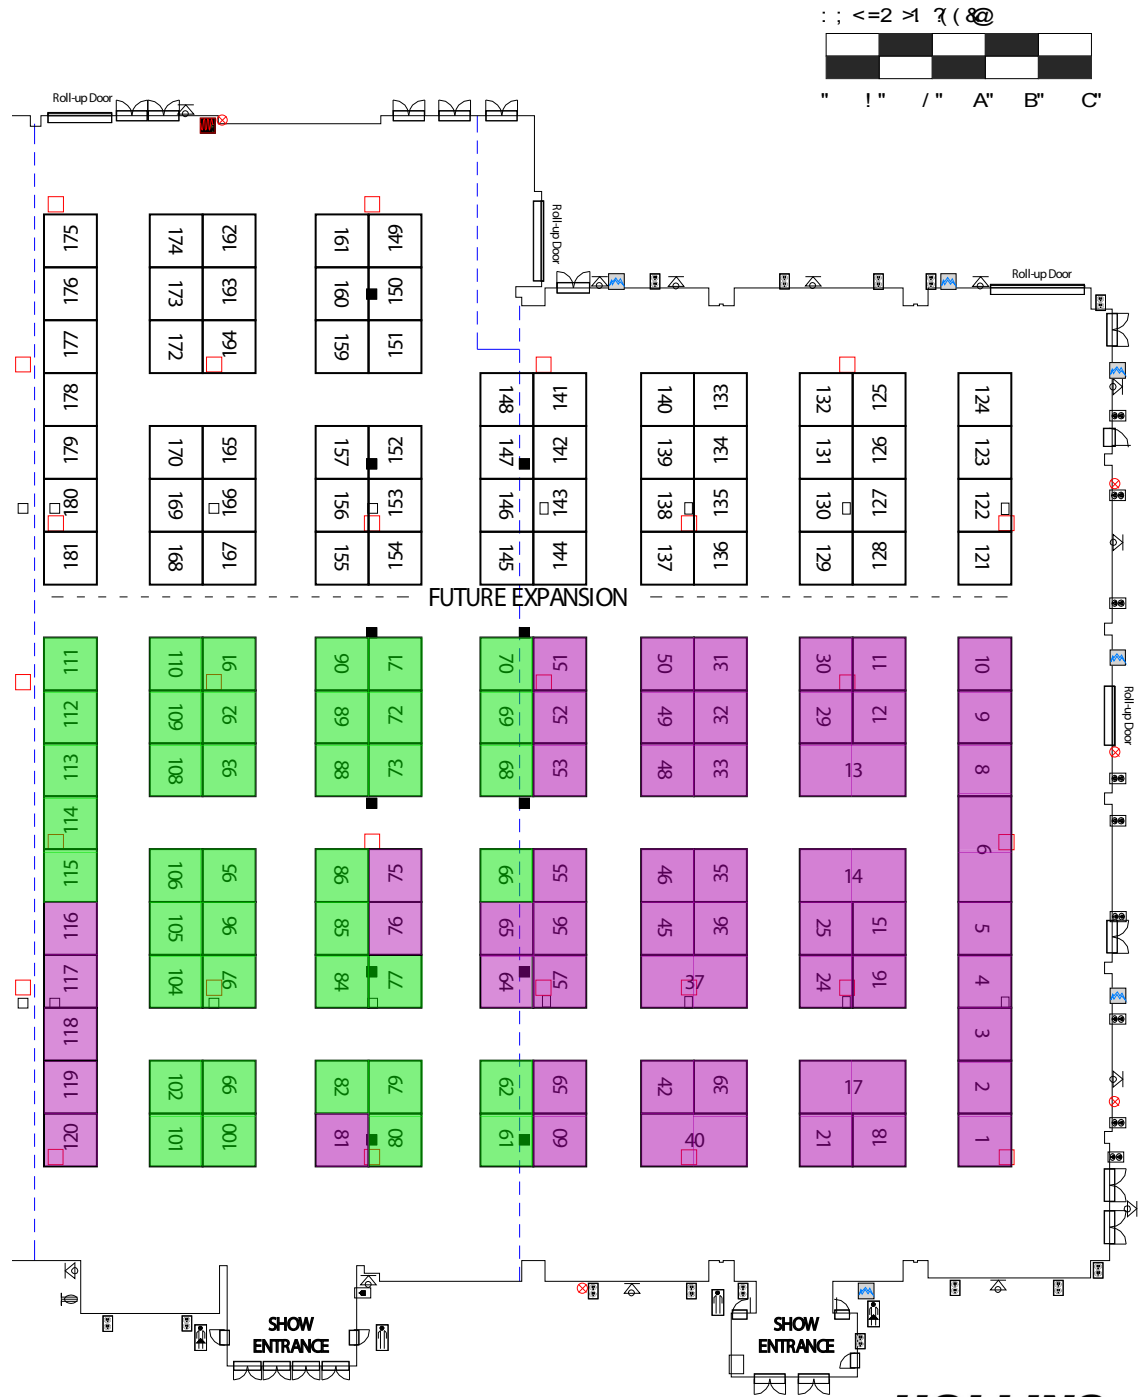 : ; <=2 >1 ?( ( &@
" ! " / " A" B" C"
Roll-up Door
Roll-up Door
Roll-up Door
175 174 162 161 149
176 173 163 160 150
177 172 164 159 151
178 148 141 140 133 132 125 124
179 170 165 157 152 147 142 139 134 131 126 123
180 169 166 156 153 146 143 138 135 130 127 122
181 168 167 155 154 145 144 137 136 129 128 121
FUTURE EXPANSION
111 110 91 90 71 70 51 50 31 30 11 10
112 109 92 89 72 69 52 49 32 29 12 9
Roll-up Door
113 108 93 88 73 68 53 48 33 13 8
114 6
115 106 95 86 75 66 55 46 35 14
116 105 96 85 76 65 56 45 36 25 15 5
117 104 97 84 77 64 57 37 24 16 4
118 3
119 102 99 82 79 62 59 42 39 17 2
120 101 100 81 80 61 60 40 21 18 1
SHOW
ENTRANCE
SHOW
ENTRANCE